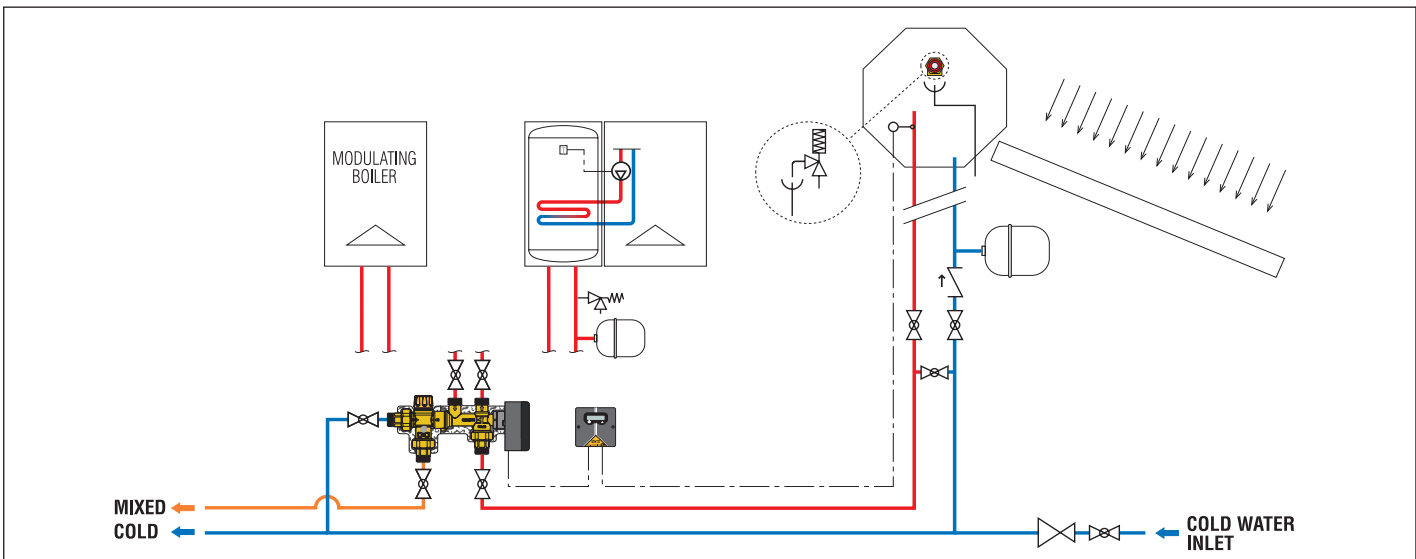 MODULATING
BOILER
MIXED
COLD
COLD WATER
INLET